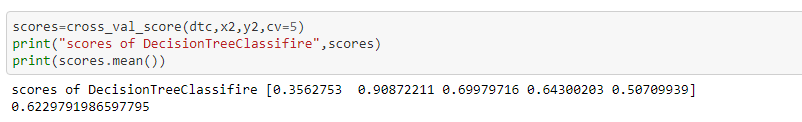 scores=cross_val_score(dtc,x2,y2,cv=5)
print("scores of DecisionTreeClassifire",scores)
print(scores.mean())
scores of DecisionTreeClassifire [0.3562753  0.90872211 0.69979716 0.64300203 0.50709939]
0.6229791986597795